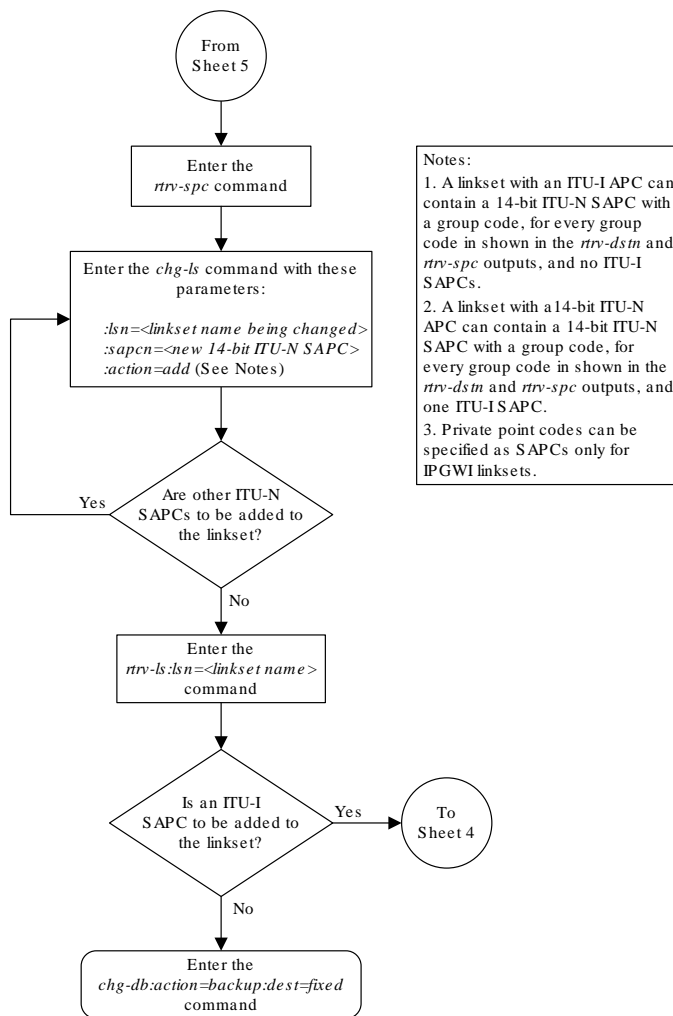 From
Sheet 5
Enter the
rtrv-spc command
Notes:
1. A linkset with an ITU-I APC can
contain a 14-bit ITU-N SAPC with
a group code, for every group
code in shown in the rtrv-dstn and
rtrv-spc outputs, and no ITU-I
SAPCs.
2. A linkset with a14-bit ITU-N
APC can contain a 14-bit ITU-N
SAPC with a group code, for
every group code in shown in the
rtrv-dstn and rtrv-spc outputs, and
one ITU-I SAPC.
3. Private point codes can be
specified as SAPCs only for
IPGWI linksets.
Enter the chg-ls command with these
parameters:
:lsn=<linkset name being changed>
:sapcn=<new 14-bit ITU-N SAPC>
:action=add (See Notes)
Yes
Are other ITU-N
SAPCs to be added to
the linkset?
No
Enter the
rtrv-ls:lsn=<linkset name>
command
Is an ITU-I
SAPC to be added to
the linkset?
Yes
To
Sheet 4
No
Enter the
chg-db:action=backup:dest=fixed
command